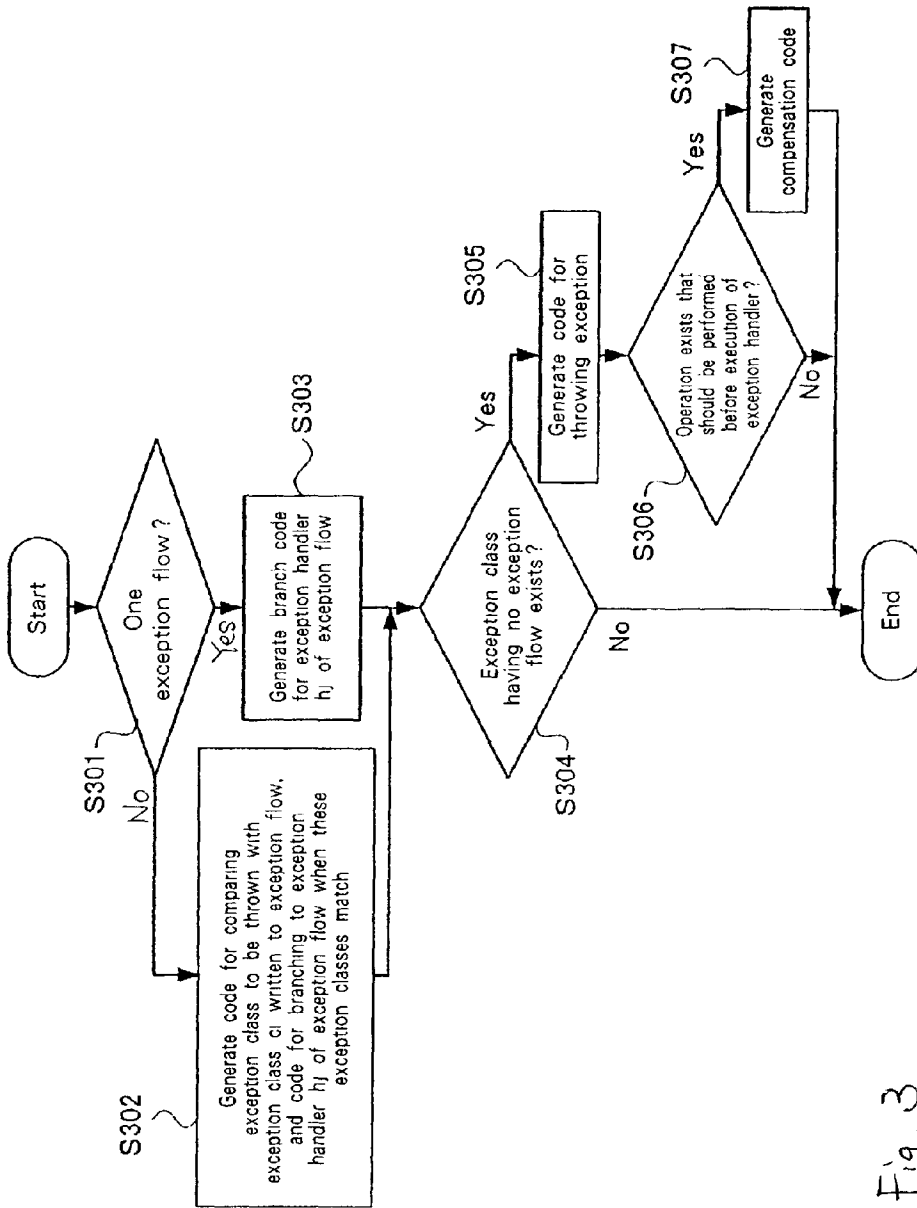 Start
One
exception flow?
S301
No
Yes
S302
Generate code for comparing
exception class to be thrown with
exception class ci written to exception flow,
and code for branching to exception
handler hj of exception flow when these
exception classes match
S303
Generate branch code
for exception handler
hj of exception flow
Exception class
having no exception
flow exists?
S304
Yes
No
S305
Generate code for
throwing exception
Operation exists that
should be performed
before execution of
exception handler?
S306
Yes
No
S307
Generate
compensation code
End
Fig. 3